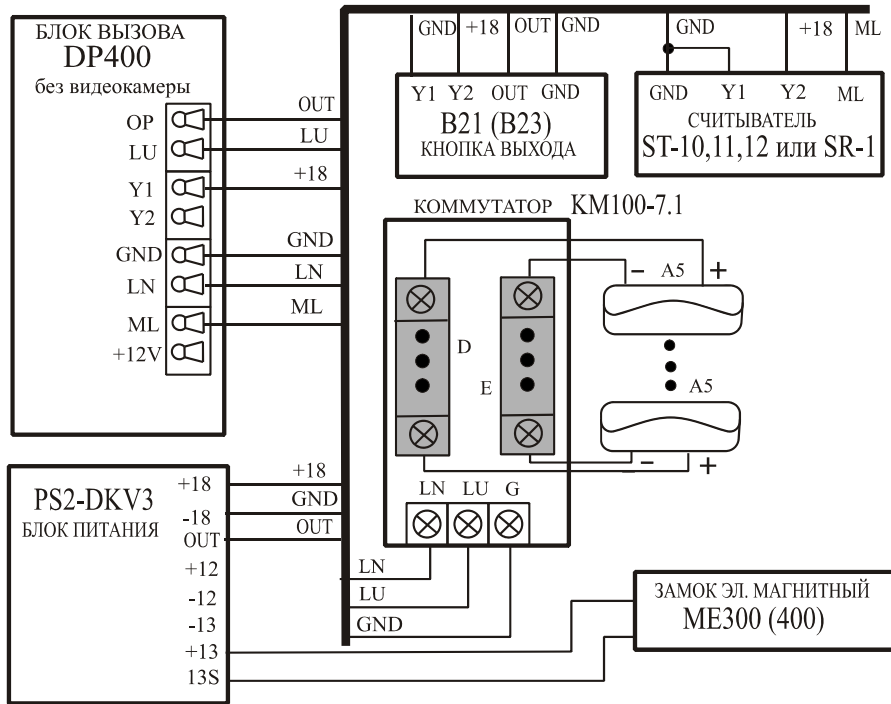 БЛОК ВЫЗОВА
DP400
без видеокамеры
OP
LU
Y1
Y2
GND
LN
ML
+12V
OUT
LU
+18
GND
LN
ML
GND +18 OUT GND
Y1 Y2 OUT GND
B21 (B23)
КНОПКА ВЫХОДА
GND +18 ML
GND Y1 Y2 ML
СЧИТЫВАТЕЛЬ
ST-10,11,12 или SR-1
КОММУТАТОР KM100-7.1
D
E
– A5 +
A5
– +
LN LU G
PS2-DKV3
БЛОК ПИТАНИЯ
+18
-18
OUT
+12
-12
-13
+13
13S
+18
GND
OUT
LN
LU
GND
ЗАМОК ЭЛ. МАГНИТНЫЙ
ME300 (400)